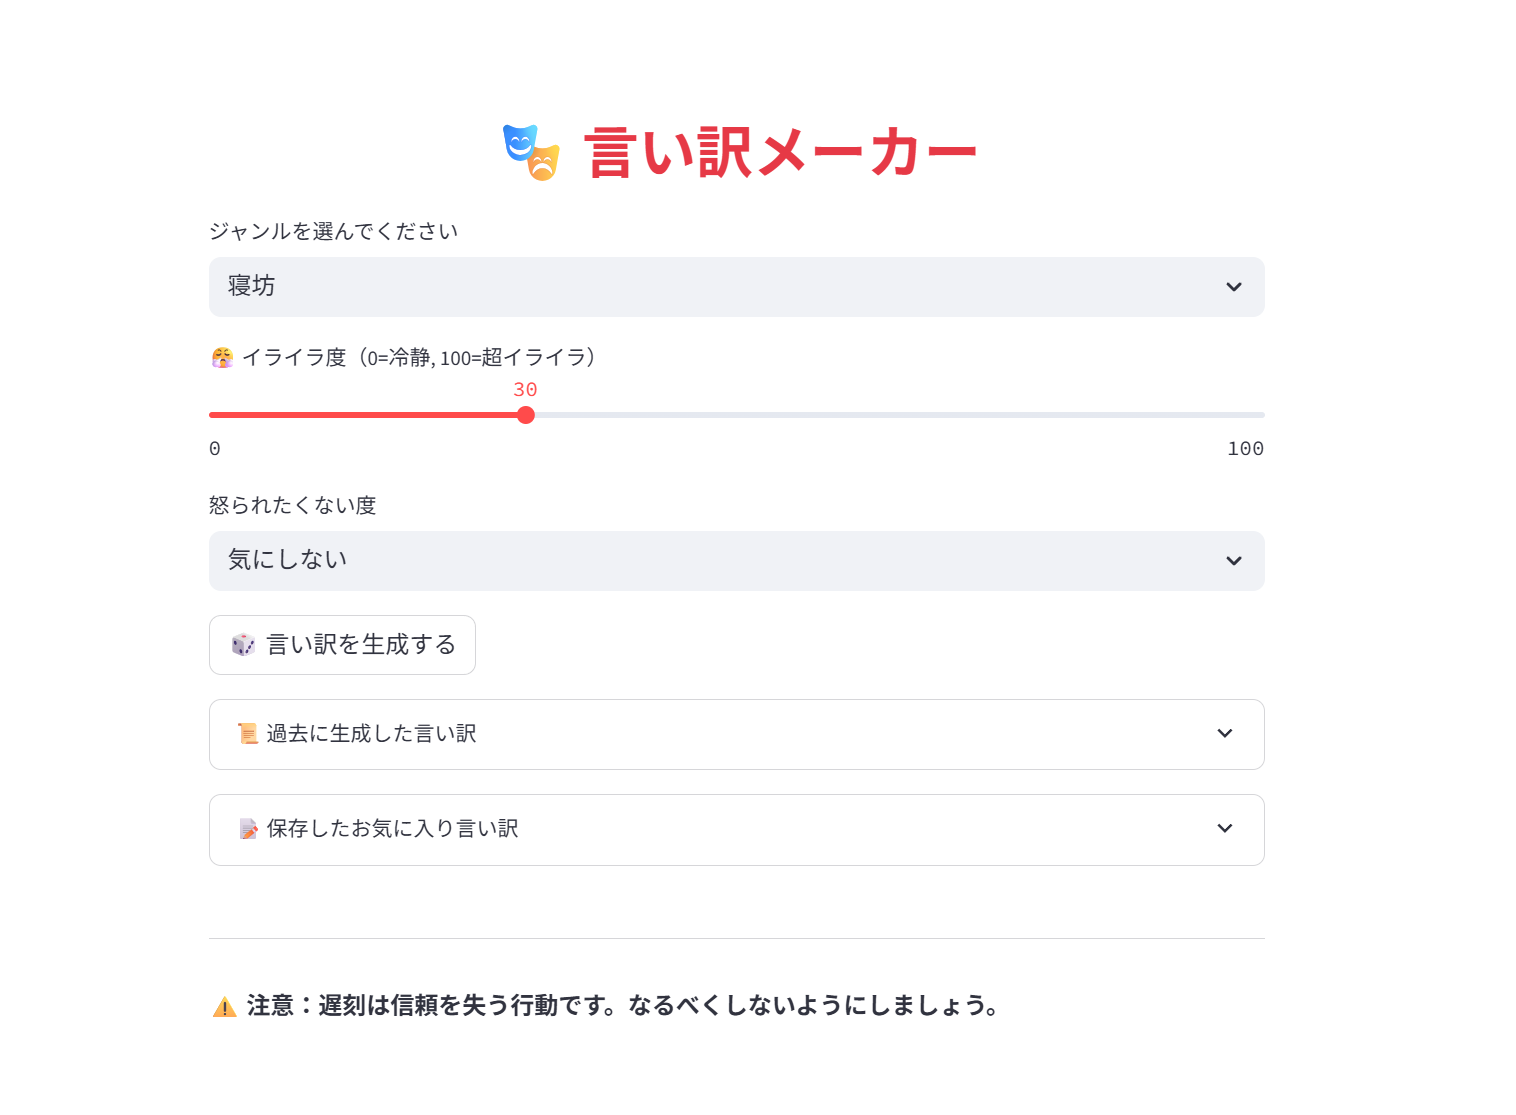 🎭 言い訳メーカー
ジャンルを選んでください
寝坊
😤 イライラ度（0=冷静, 100=超イライラ）
30
0
100
怒られたくない度
気にしない
🎲 言い訳を生成する
📜 過去に生成した言い訳
📝 保存したお気に入り言い訳
⚠️ 注意：遅刻は信頼を失う行動です。なるべくしないようにしましょう。